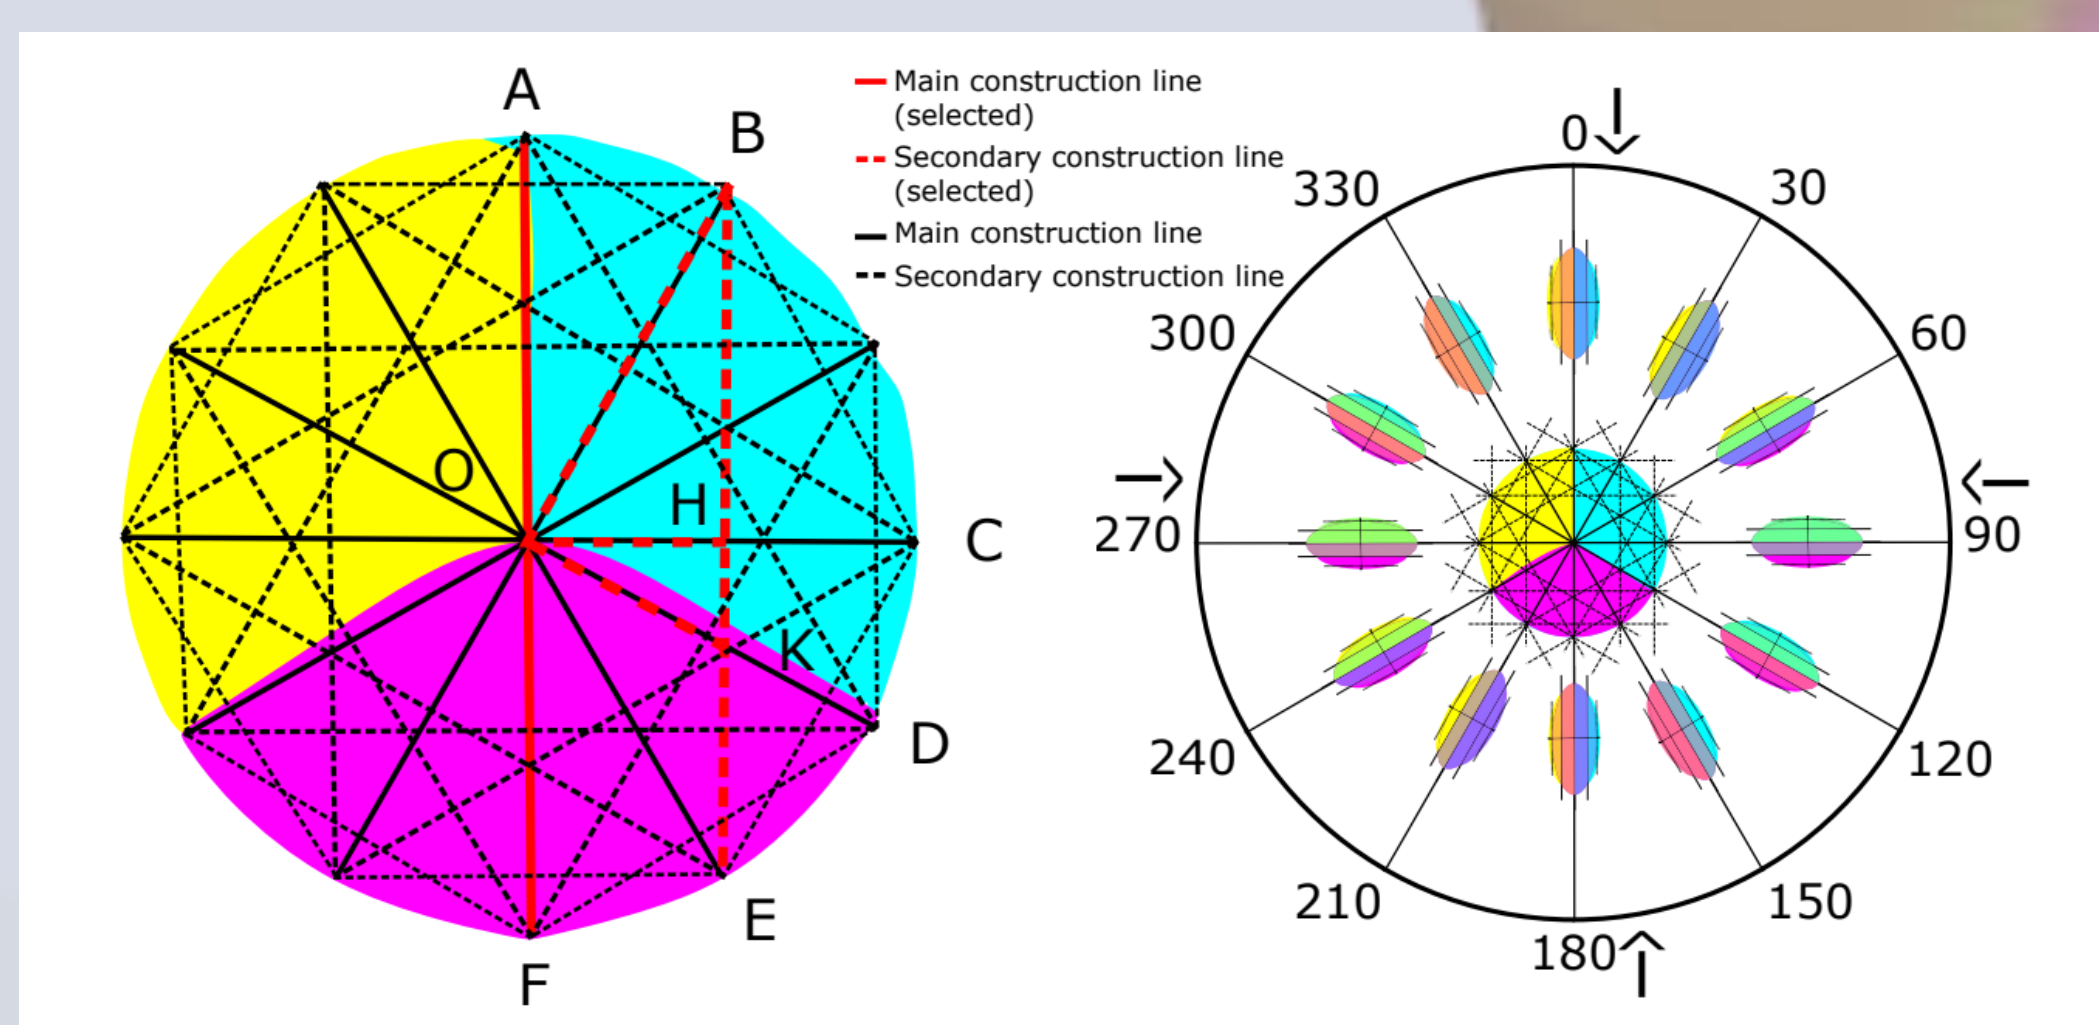 A
B
O
H
C
K
D
E
F
Main construction line
(selected)
Secondary construction line
(selected)
Main construction line
Secondary construction line
0
30
330
60
300
90
270
120
240
150
210
180